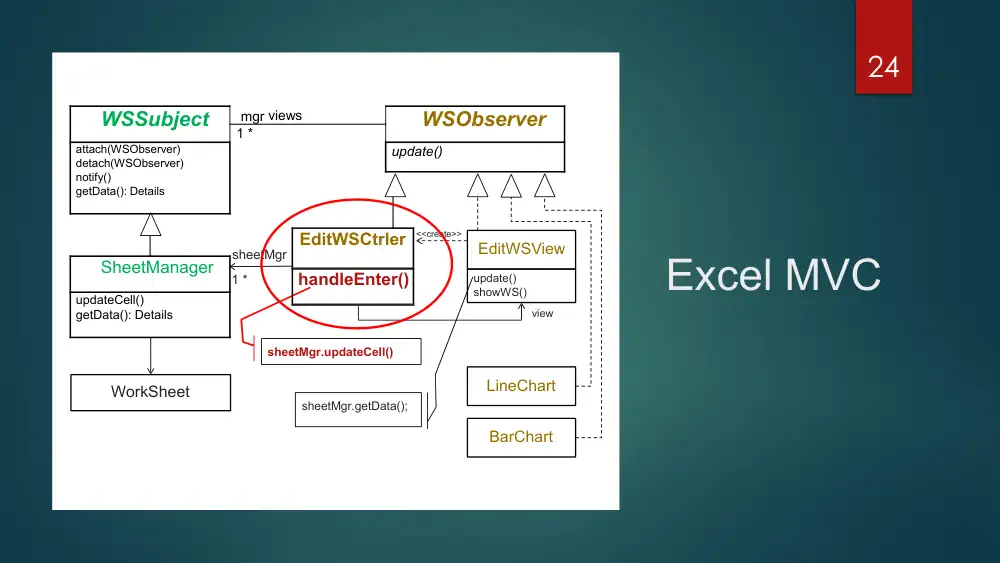 24
WSSubject
mgr views
1 *
WSObserver
attach(WSObserver)
detach(WSObserver)
notify()
getData(): Details
update()
EditWSCtrler
<<create>>
EditWSView
sheetMgr
1 *
SheetManager
handleEnter()
update()
showWS()
updateCell()
getData(): Details
view
sheetMgr.updateCell()
WorkSheet
sheetMgr.getData();
LineChart
BarChart
Excel MVC